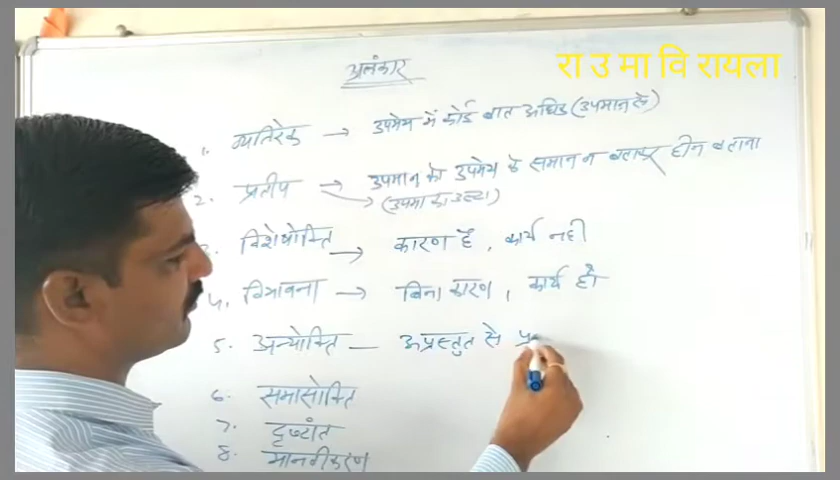 रा उ मा वि रायला
अलंकार
1. व्यतिरेक → उपमेय में कोई बात अधिक (उपमान से)
2. प्रतीप → उपमान को उपमेय के समान न बताकर हीन बताना
→ (उपमा का उल्टा)
3. विशेषोक्ति → कारण है, कार्य नहीं
4. विभावना → बिना कारण, कार्य हो
5. अन्योक्ति — अप्रस्तुत से प्र
6. समासोक्ति
7. दृष्टांत
8. मानवीकरण